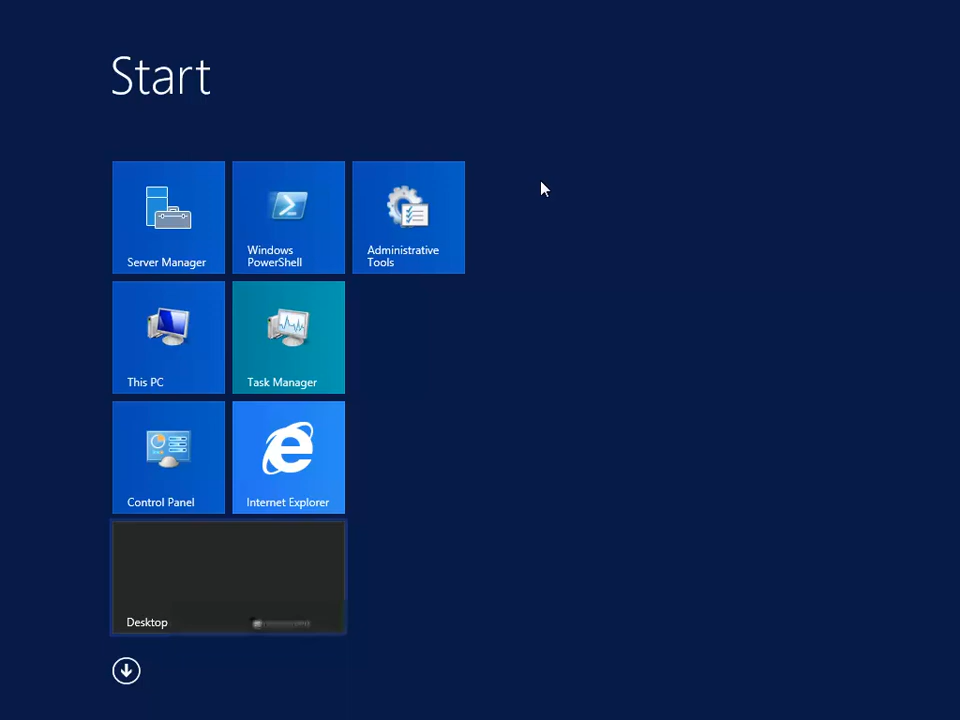 Start
Server Manager
Windows
PowerShell
Administrative
Tools
This PC
Task Manager
Control Panel
Internet Explorer
Desktop